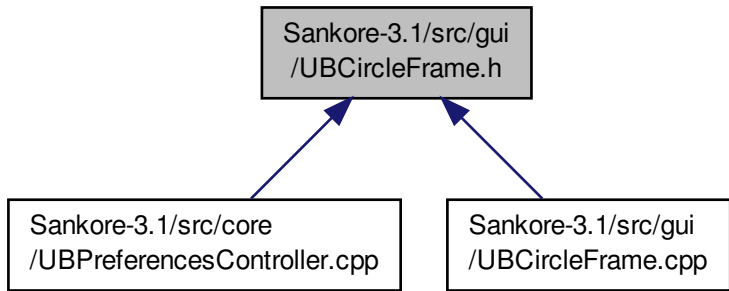 Sankore-3.1/src/gui
/UBCircleFrame.h
Sankore-3.1/src/core
/UBPreferencesController.cpp
Sankore-3.1/src/gui
/UBCircleFrame.cpp